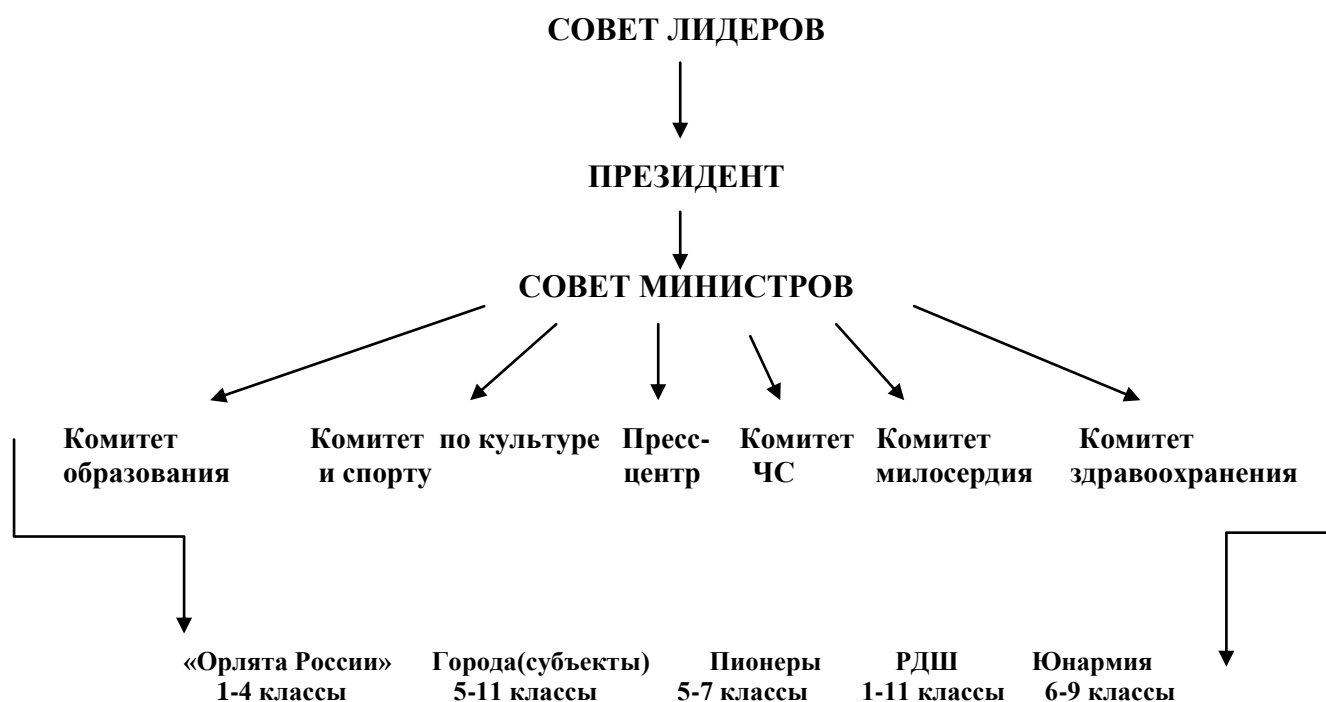 СОВЕТ ЛИДЕРОВ
ПРЕЗИДЕНТ
СОВЕТ МИНИСТРОВ
Комитет образования
Комитет по культуре и спорту
Пресс-центр
Комитет ЧС
Комитет милосердия
Комитет здравоохранения
«Орлята России» 1-4 классы
Города(субъекты) 5-11 классы
Пионеры 5-7 классы
РДШ 1-11 классы
Юнармия 6-9 классы